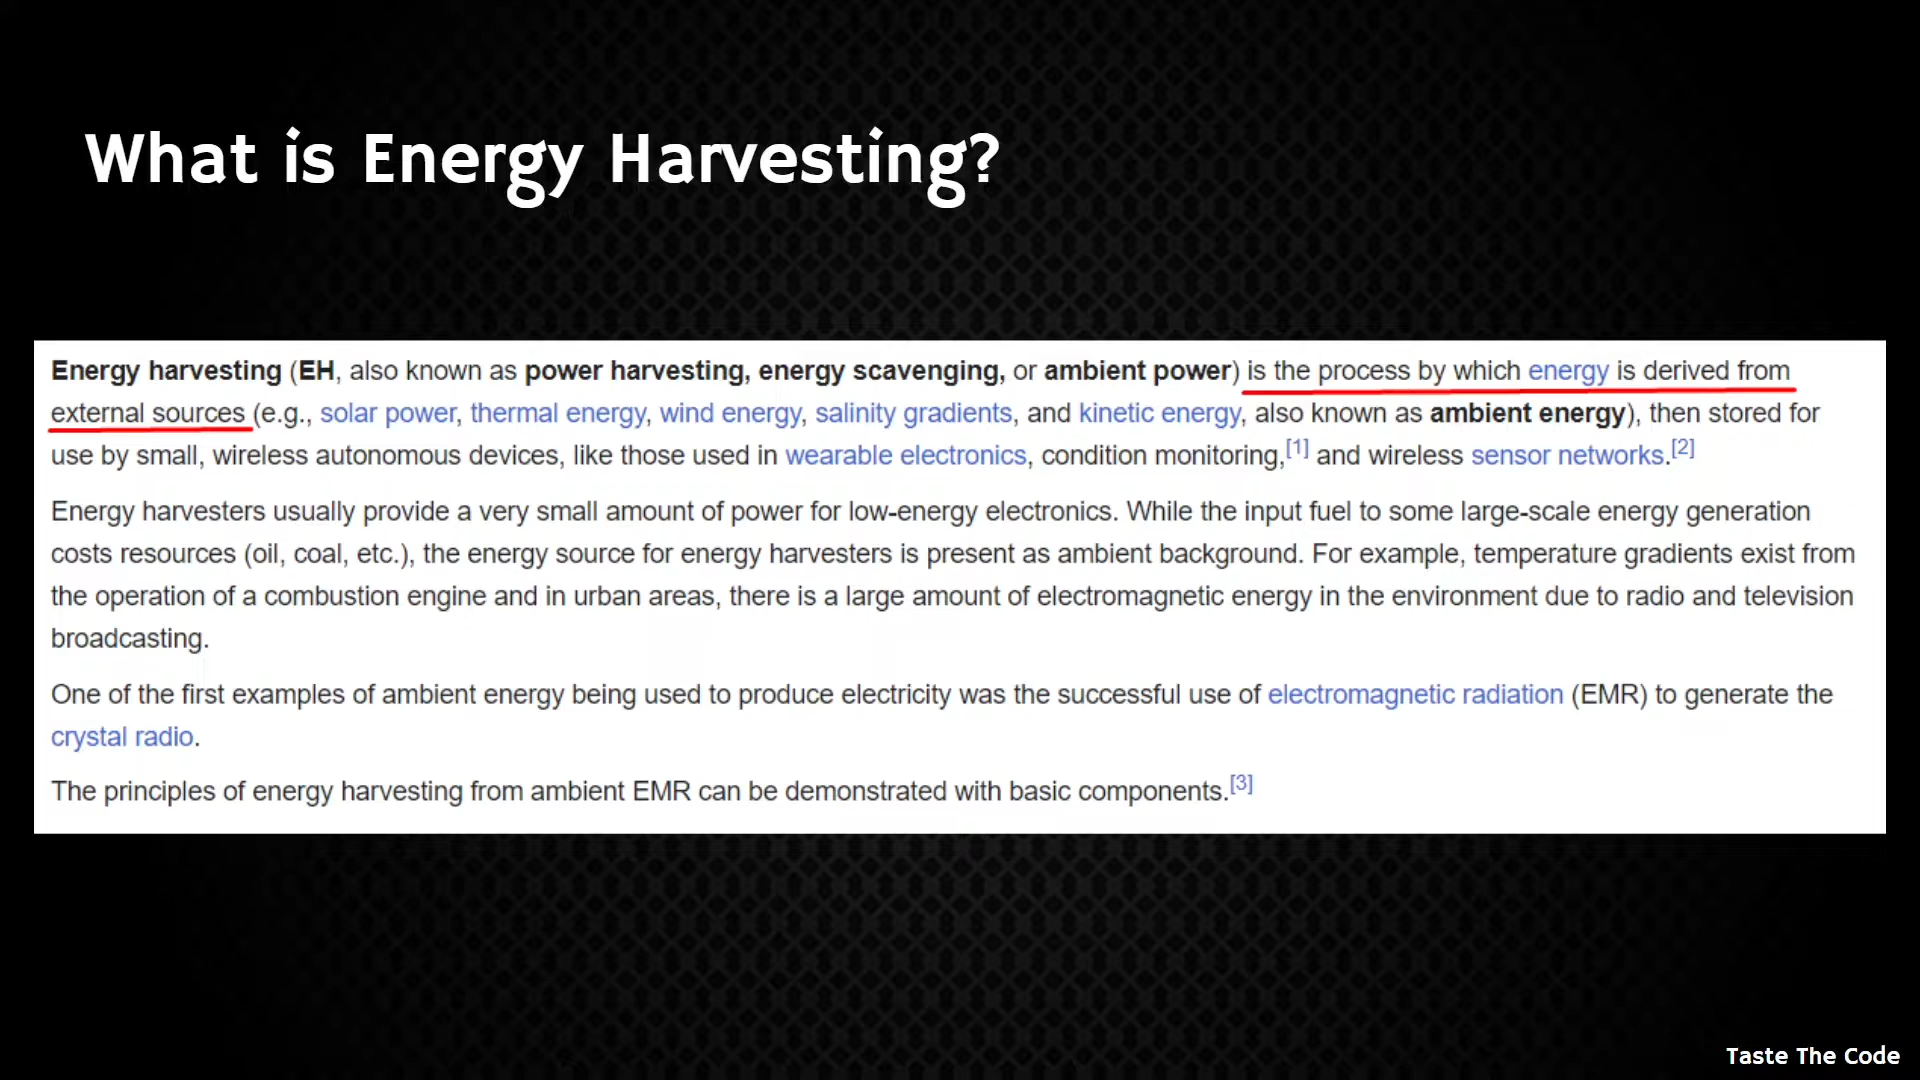 What is Energy Harvesting?
Energy harvesting (EH, also known as power harvesting, energy scavenging, or ambient power) is the process by which energy is derived from
external sources (e.g., solar power, thermal energy, wind energy, salinity gradients, and kinetic energy, also known as ambient energy), then stored for
use by small, wireless autonomous devices, like those used in wearable electronics, condition monitoring,[1] and wireless sensor networks.[2]
Energy harvesters usually provide a very small amount of power for low-energy electronics. While the input fuel to some large-scale energy generation
costs resources (oil, coal, etc.), the energy source for energy harvesters is present as ambient background. For example, temperature gradients exist from
the operation of a combustion engine and in urban areas, there is a large amount of electromagnetic energy in the environment due to radio and television
broadcasting.
One of the first examples of ambient energy being used to produce electricity was the successful use of electromagnetic radiation (EMR) to generate the
crystal radio.
The principles of energy harvesting from ambient EMR can be demonstrated with basic components.[3]
Taste The Code